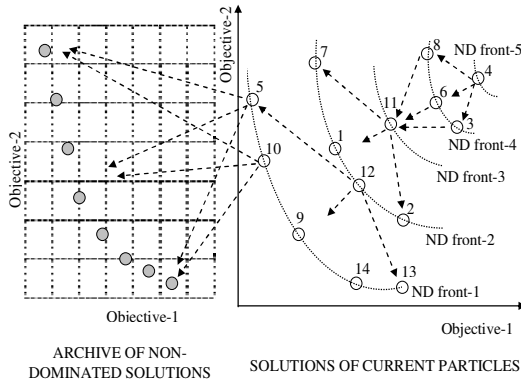 Objective-2
Objective-2
7
8
ND front-5
4
5
11
6
3
ND front-4
1
10
12
ND front-3
2
9
ND front-2
13
14
ND front-1
Objective-1
Objective-1
ARCHIVE OF NON-
DOMINATED SOLUTIONS
SOLUTIONS OF CURRENT PARTICLES